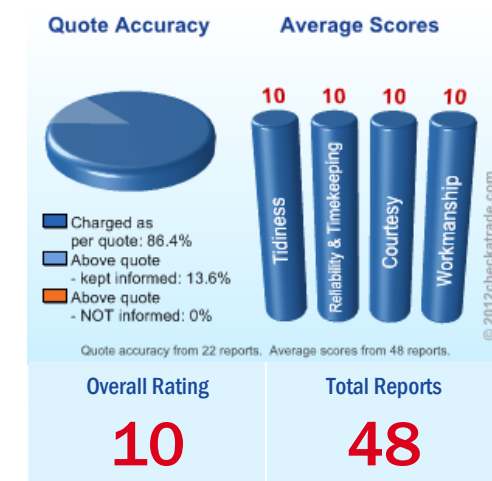 Quote Accuracy
Average Scores
10 10 10 10
Tidiness
Reliability & Timekeeping
Courtesy
Workmanship
Charged as
per quote: 86.4%
Above quote
- kept informed: 13.6%
Above quote
- NOT informed: 0%
© 2012checkatrade.com
Quote accuracy from 22 reports. Average scores from 48 reports.
Overall Rating
Total Reports
10
48